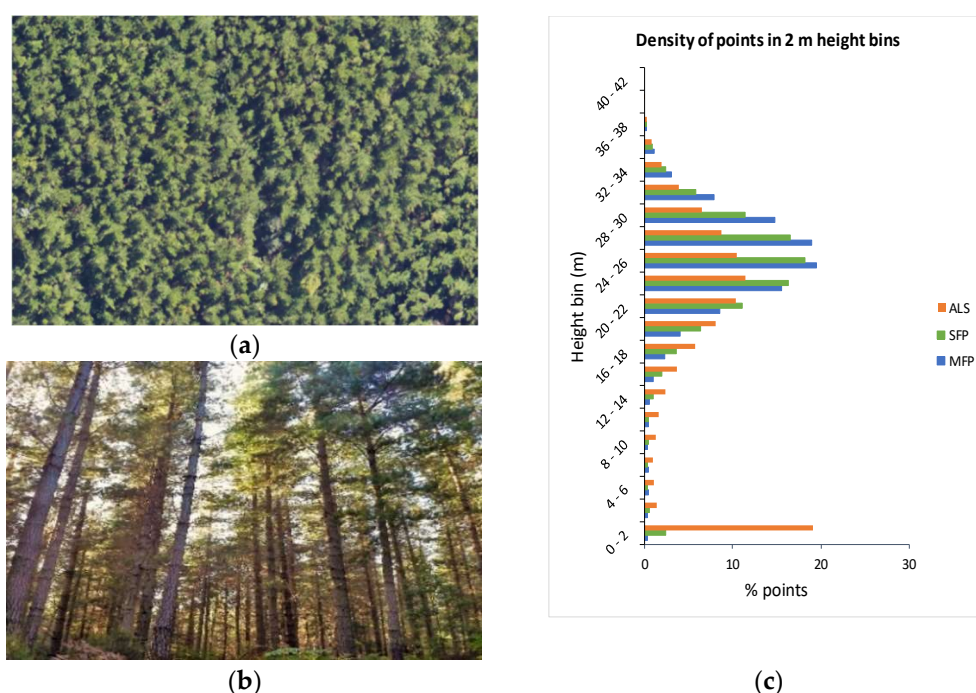 (a)
(b)
Density of points in 2 m height bins
Height bin (m)
40 - 42
36 - 38
32 - 34
28 - 30
24 - 26
20 - 22
16 - 18
12 - 14
8 - 10
4 - 6
0 - 2
0 10 20 30
% points
ALS
SFP
MFP
(c)